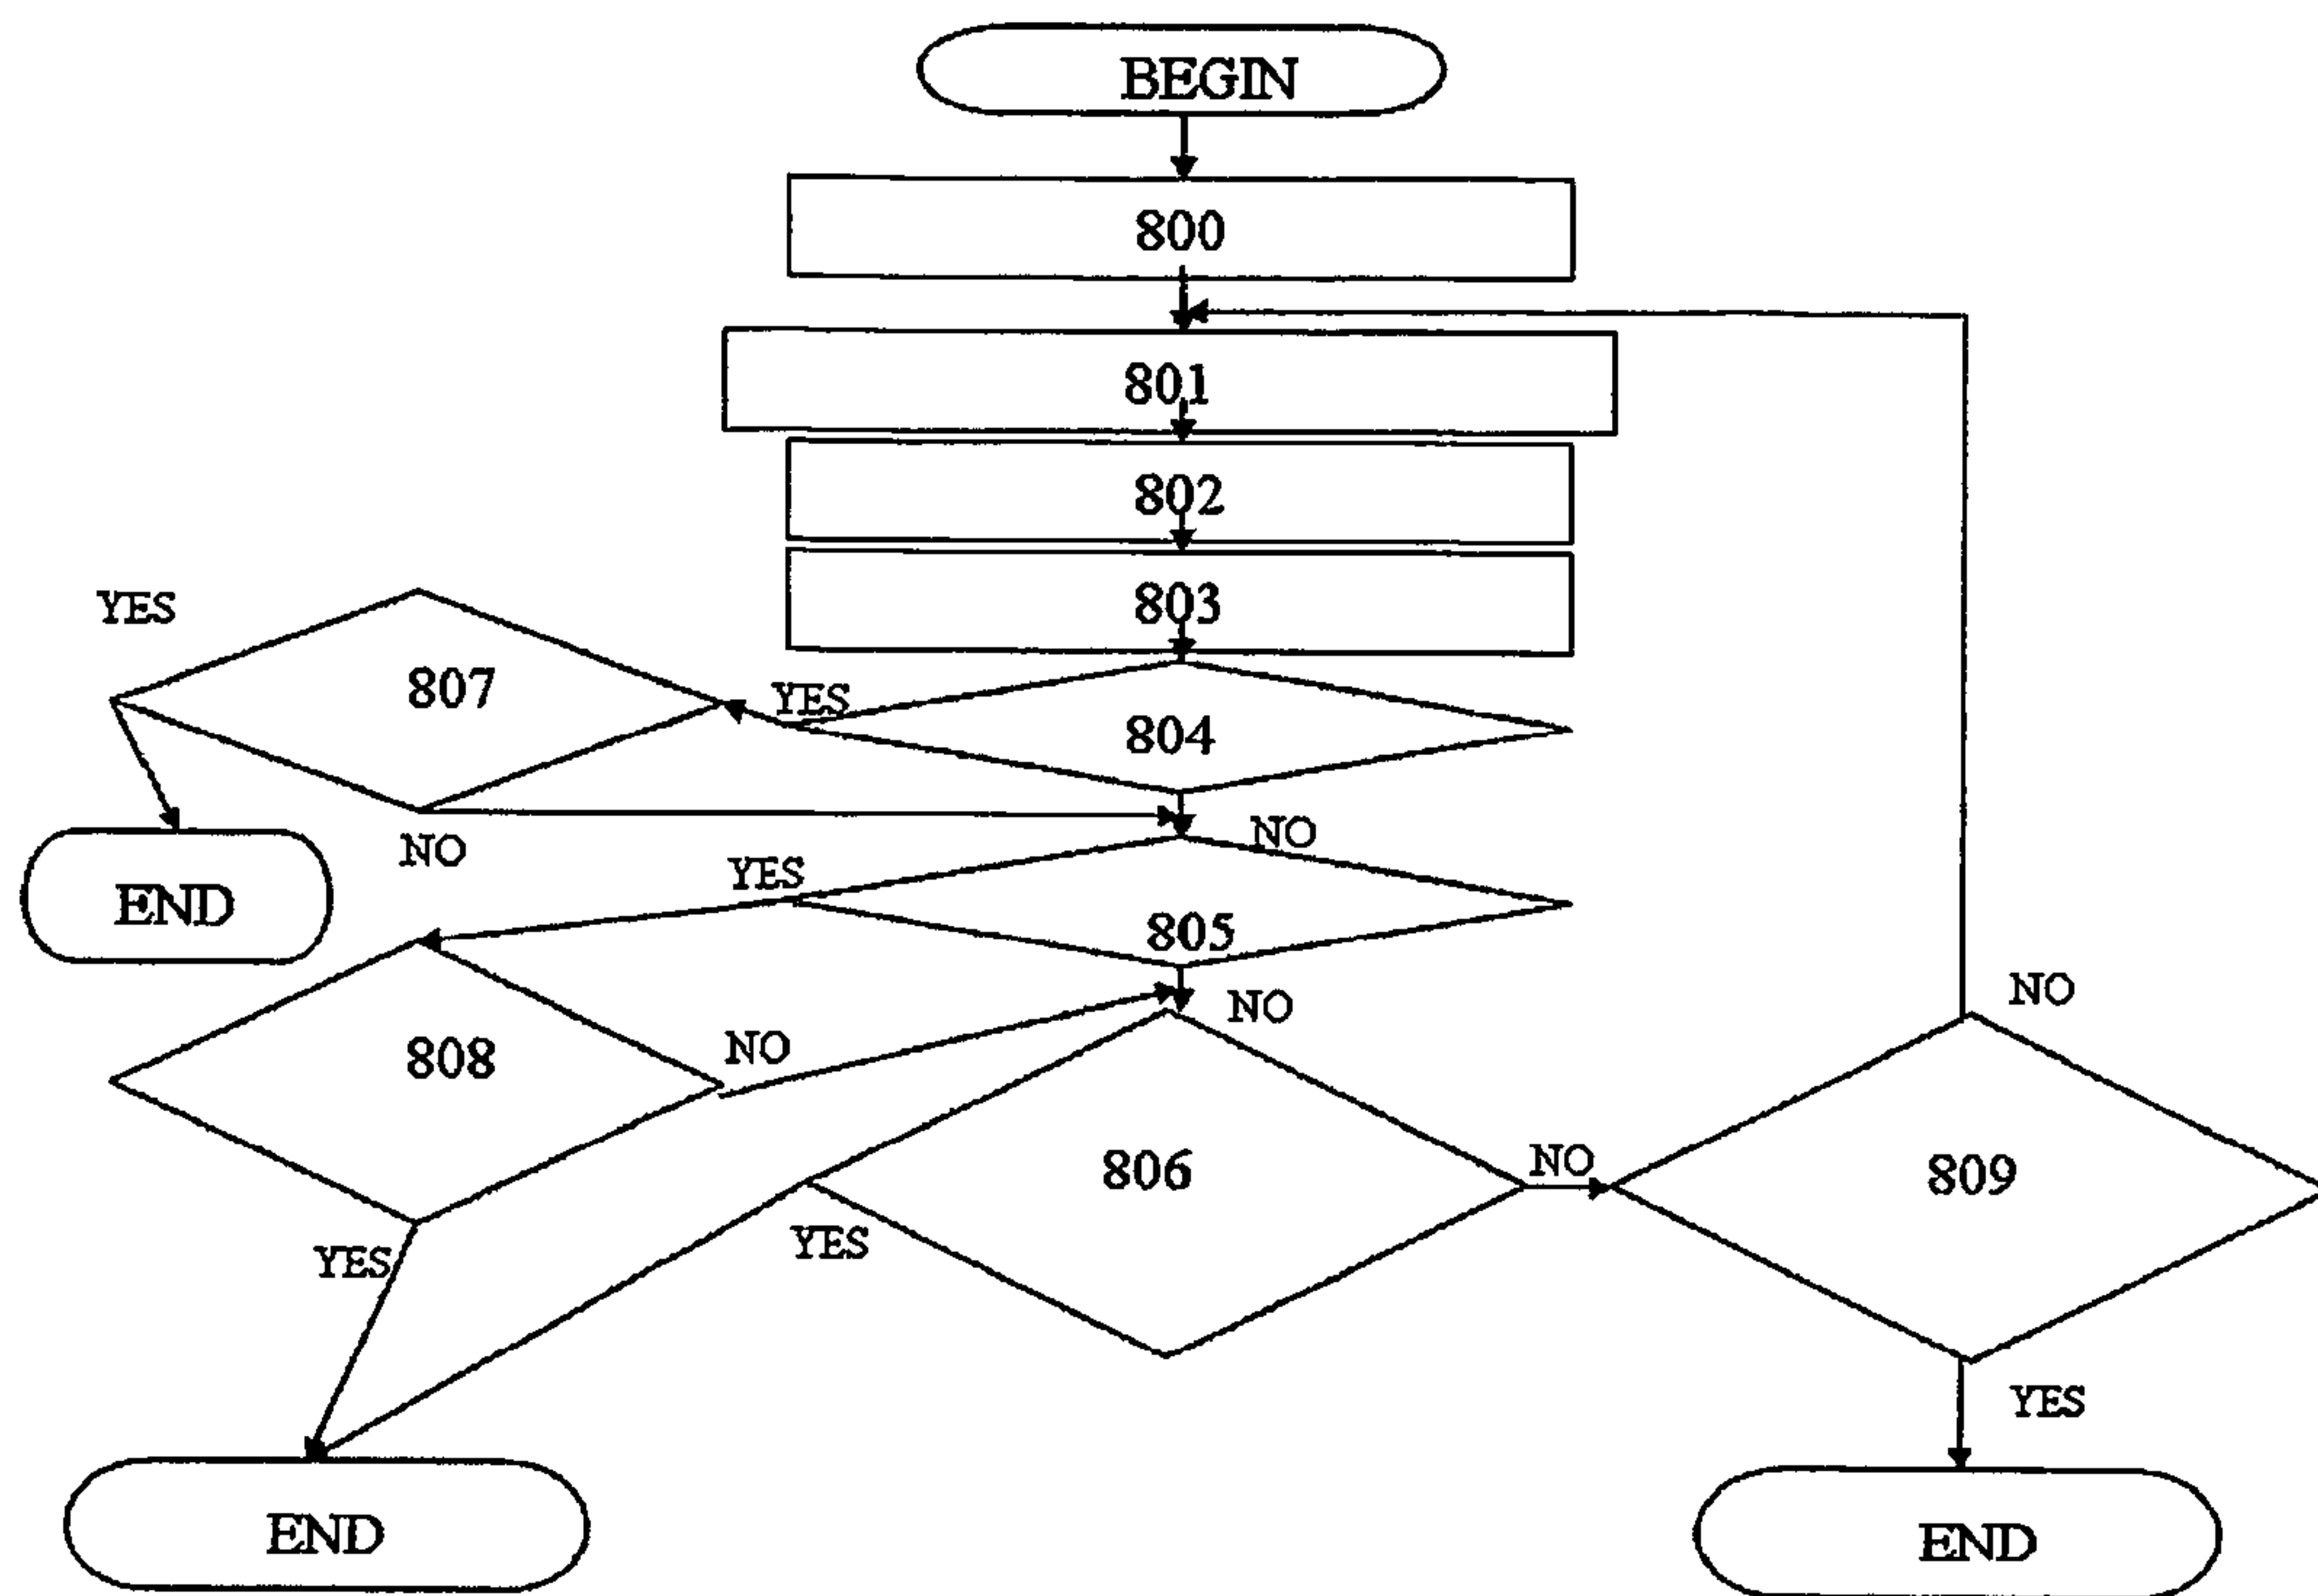 BEGIN
800
801
802
803
YES
807
YES
804
NO
NO
YES
END
805
NO
NO
808
NO
806
NO
809
YES
YES
YES
END
END